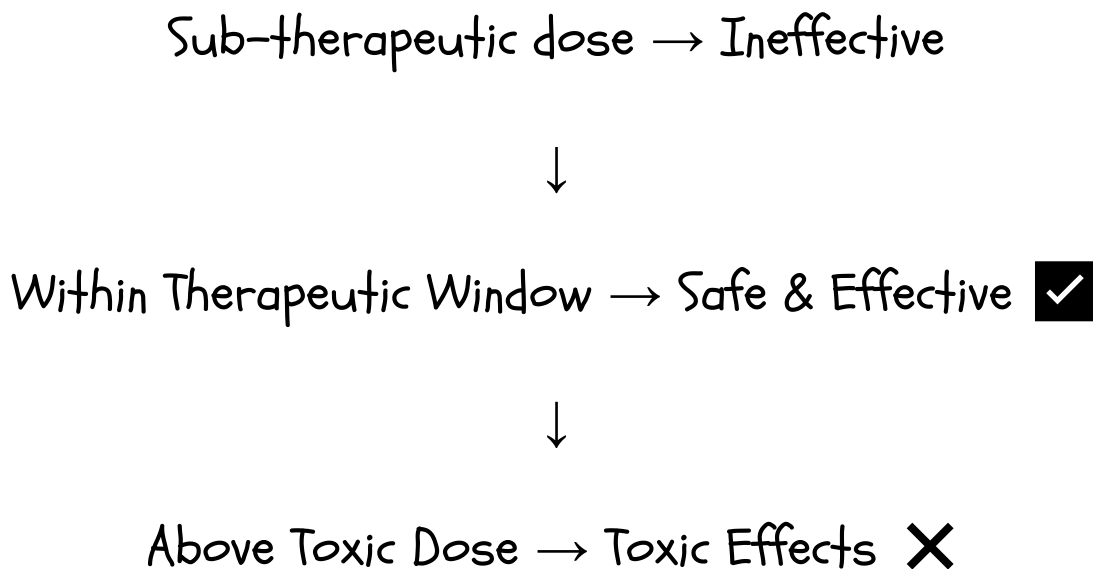 Sub-therapeutic dose → Ineffective
↓
Within Therapeutic Window → Safe & Effective ✅
↓
Above Toxic Dose → Toxic Effects ❌